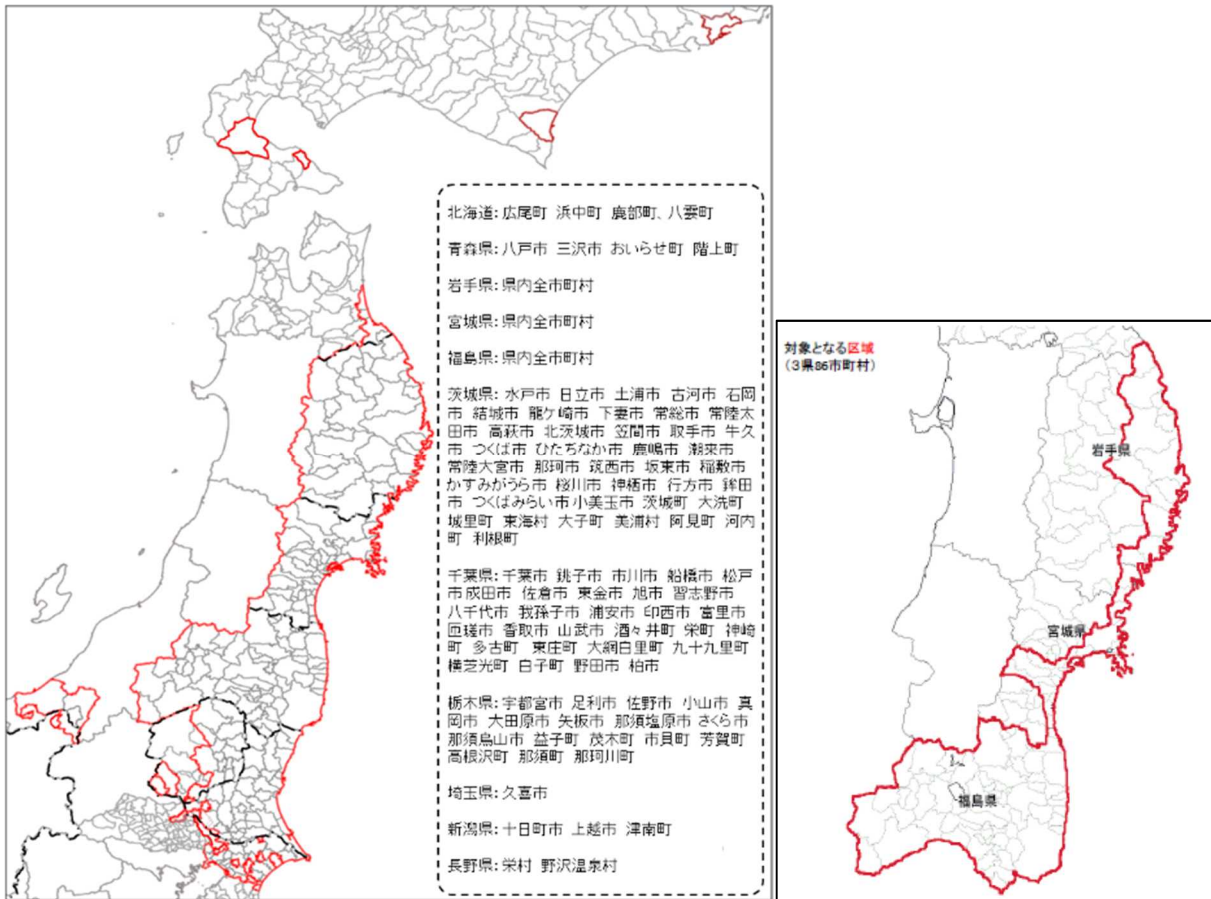 北海道: 広尾町 浜中町 鹿部町、八雲町
青森県: 八戸市 三沢市 おいらせ町 階上町
岩手県: 県内全市町村
宮城県: 県内全市町村
福島県: 県内全市町村
茨城県: 水戸市 日立市 土浦市 古河市 石岡
市 結城市 龍ケ崎市 下妻市 常総市 常陸太
田市 高萩市 北茨城市 笠間市 取手市 牛久
市 つくば市 ひたちなか市 鹿嶋市 潮来市
常陸大宮市 那珂市 筑西市 坂東市 稲敷市
かすみがうら市 桜川市 神栖市 行方市 鉾田
市 つくばみらい市 小美玉市 茨城町 大洗町
城里町 東海村 大子町 美浦村 阿見町 河内
町 利根町
千葉県: 千葉市 銚子市 市川市 船橋市 松戸
市 成田市 佐倉市 東金市 旭市 習志野市
八千代市 我孫子市 浦安市 印西市 富里市
匝瑳市 香取市 山武市 酒々井町 栄町 神崎
町 多古町 東庄町 大網白里町 九十九里町
横芝光町 白子町 野田市 柏市
栃木県: 宇都宮市 足利市 佐野市 小山市 真
岡市 大田原市 矢板市 那須塩原市 さくら市
那須烏山市 益子町 茂木町 市貝町 芳賀町
高根沢町 那須町 那珂川町
埼玉県: 久喜市
新潟県: 十日町市 上越市 津南町
長野県: 栄村 野沢温泉村
対象となる区域
(3県86市町村)
岩手県
宮城県
福島県